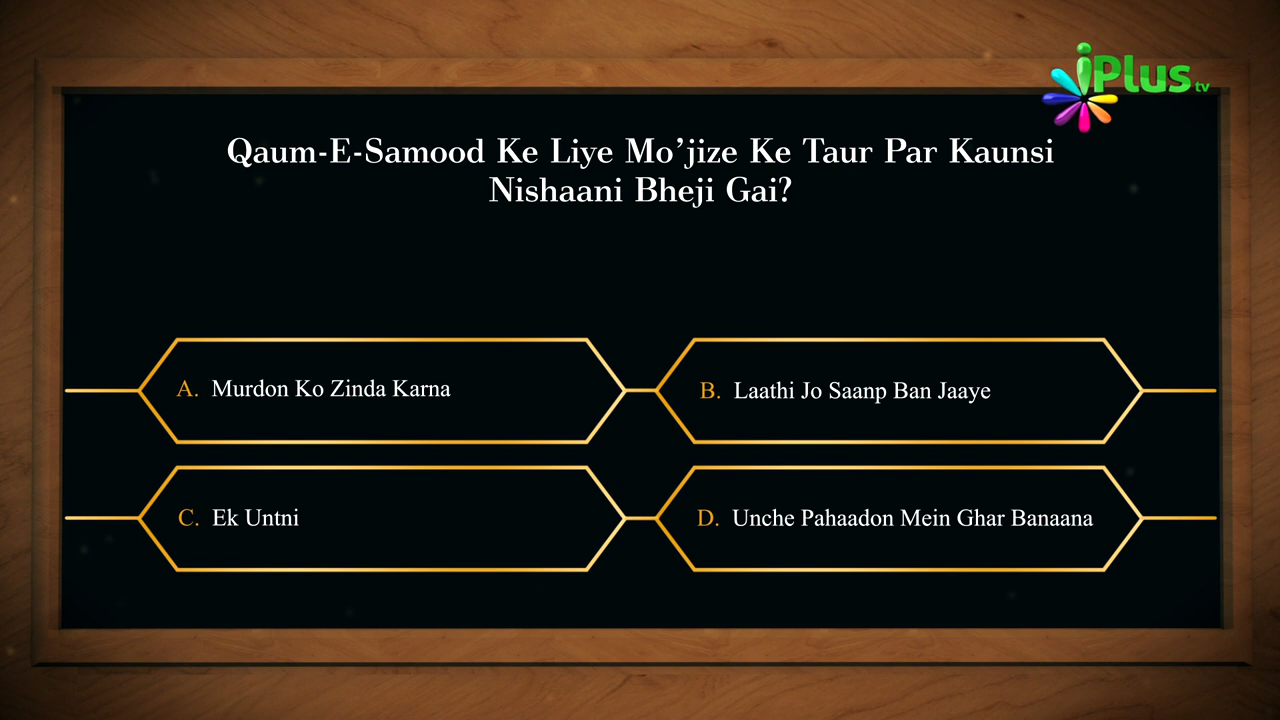 iPlus tv
Qaum-E-Samood Ke Liye Mo’jize Ke Taur Par Kaunsi
Nishaani Bheji Gai?
A. Murdon Ko Zinda Karna
B. Laathi Jo Saanp Ban Jaaye
C. Ek Untni
D. Unche Pahaadon Mein Ghar Banaana